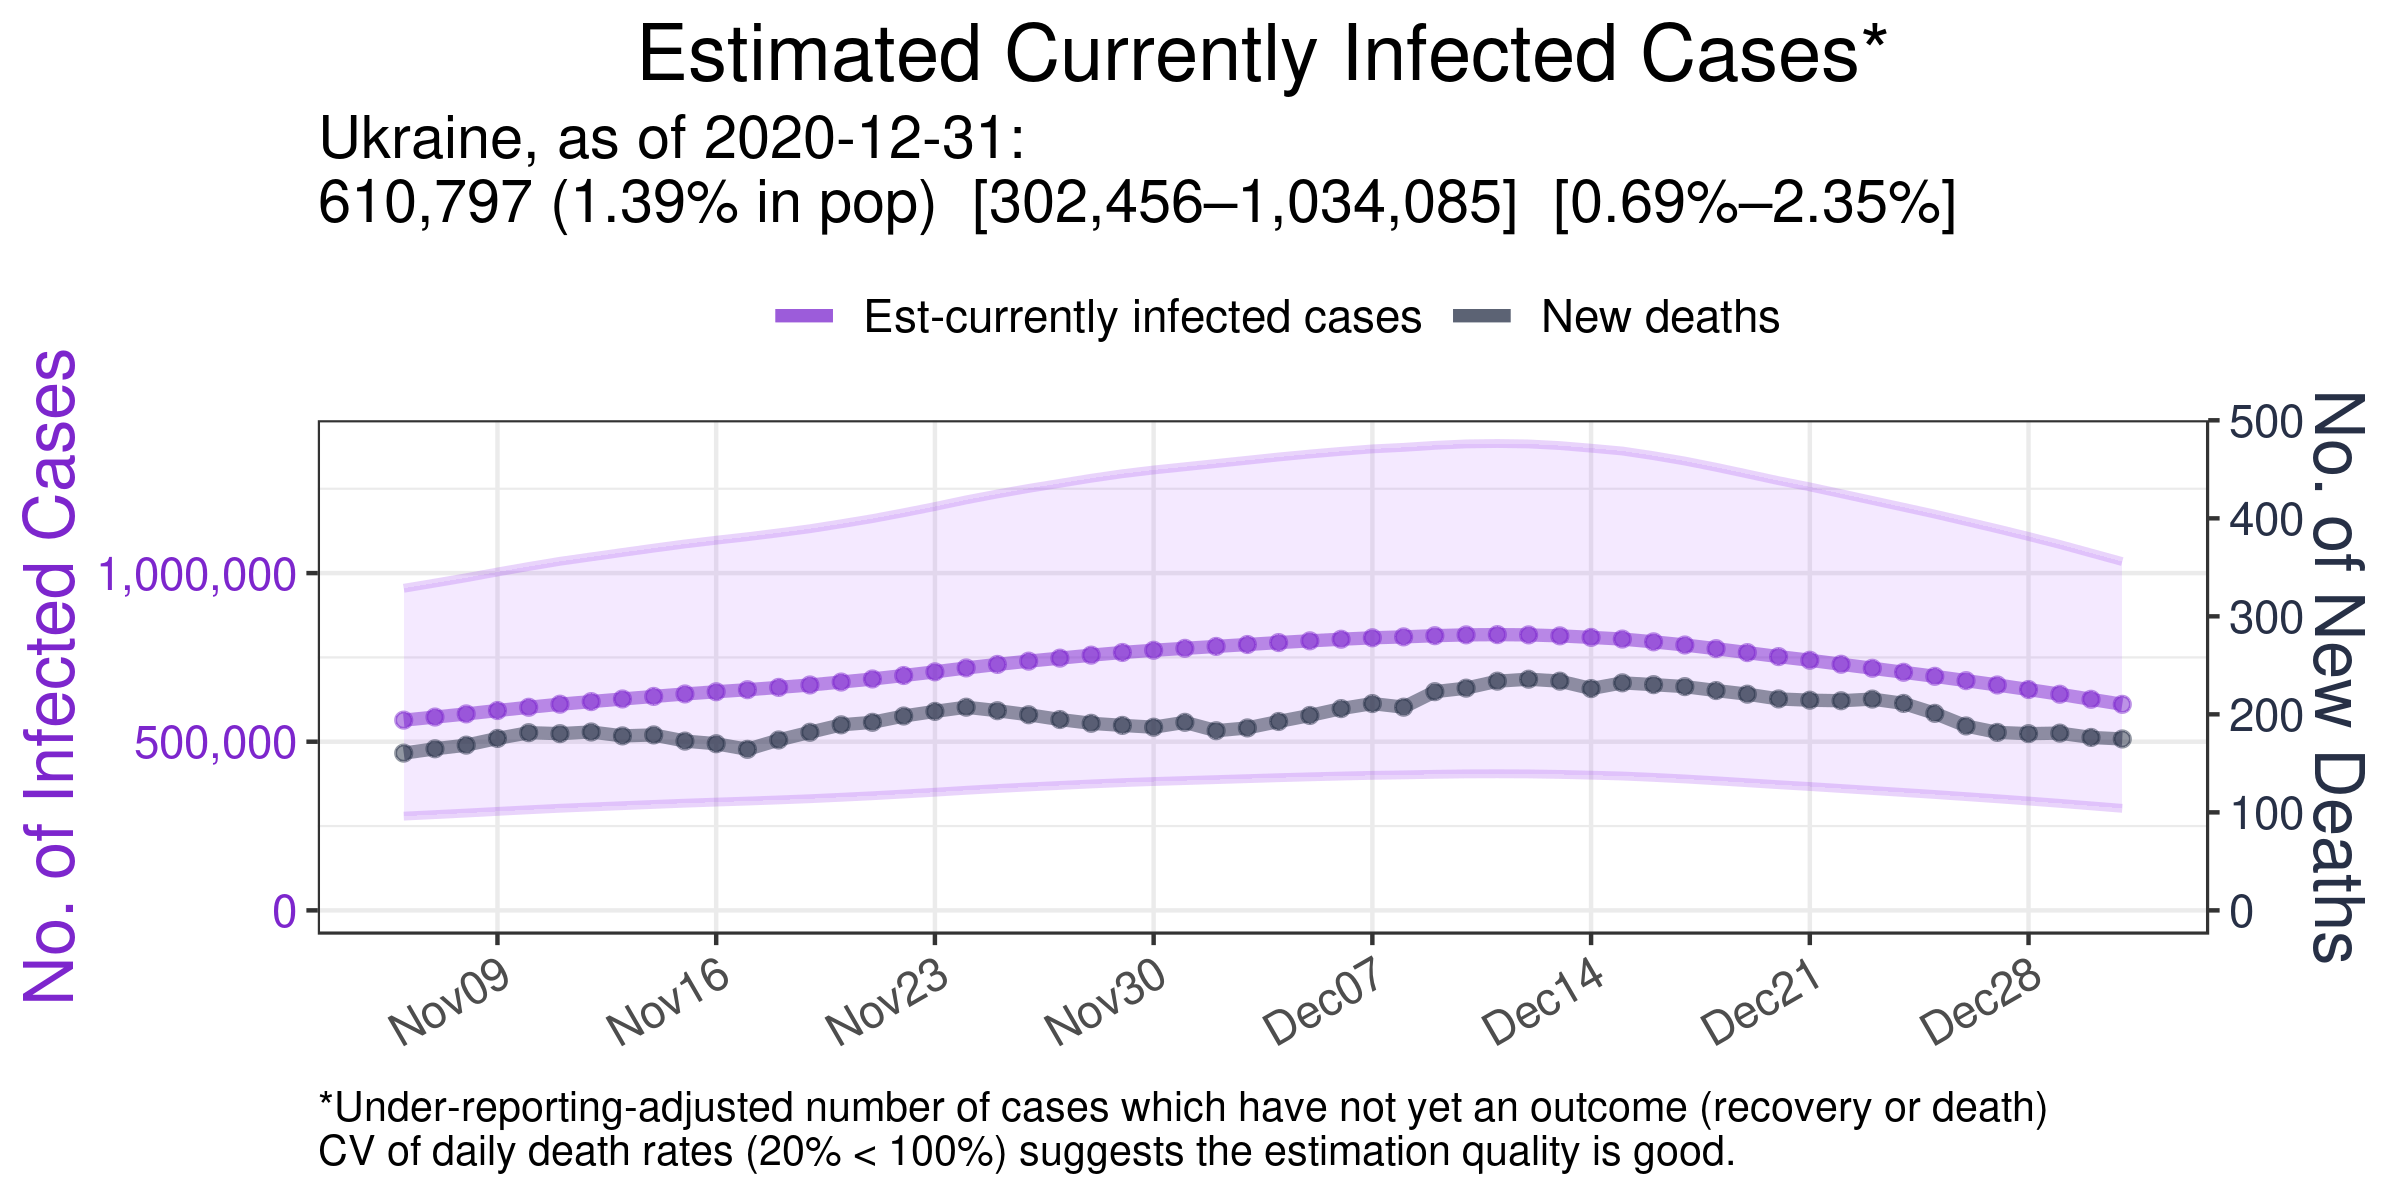 Estimated Currently Infected Cases*
Ukraine, as of 2020-12-31:
610,797 (1.39% in pop) [302,456–1,034,085] [0.69%–2.35%]
Est-currently infected cases
New deaths
No. of Infected Cases
1,000,000
500,000
0
500
400
300
200
100
0
No. of New Deaths
Nov09
Nov16
Nov23
Nov30
Dec07
Dec14
Dec21
Dec28
*Under-reporting-adjusted number of cases which have not yet an outcome (recovery or death)
CV of daily death rates (20% < 100%) suggests the estimation quality is good.